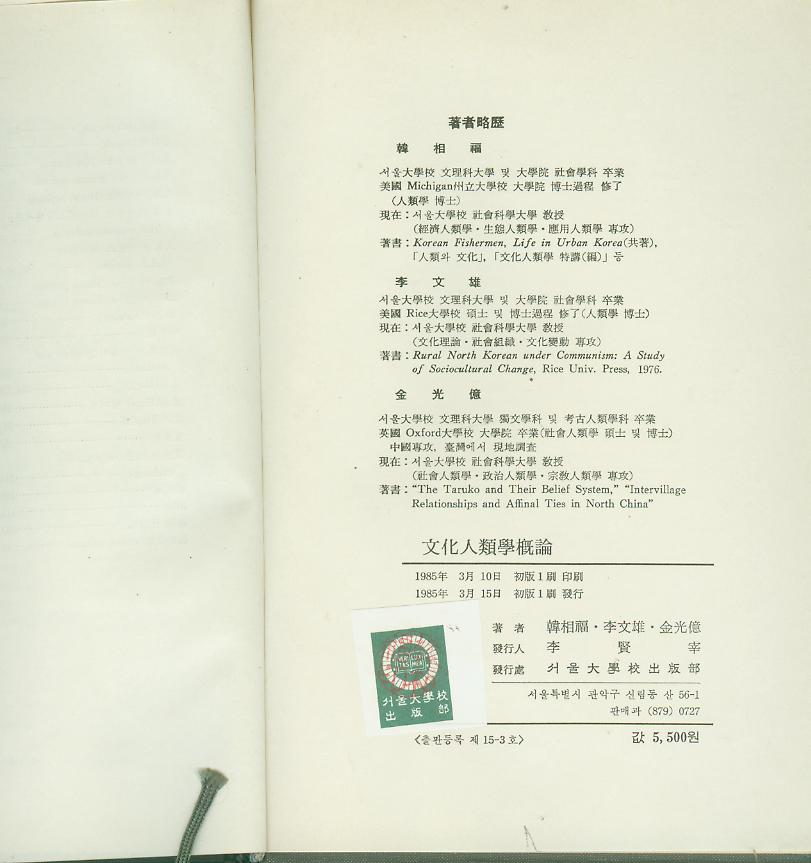 著者略歷
韓 相 福
서울大學校 文理科大學 및 大學院 社會學科 卒業
美國 Michigan州立大學校 大學院 博士過程 修了
(人類學 博士)
現在：서울大學校 社會科學大學 敎授
(經濟人類學·生態人類學·應用人類學 專攻)
著書：Korean Fishermen, Life in Urban Korea(共著),
「人類와 文化」,「文化人類學 特講(編)」등
李 文 雄
서울大學校 文理科大學 및 大學院 社會學科 卒業
美國 Rice大學校 碩士 및 博士過程 修了(人類學 博士)
現在：서울大學校 社會科學大學 敎授
(文化理論·社會組織·文化變動 專攻)
著書：Rural North Korean under Communism: A Study
of Sociocultural Change, Rice Univ. Press, 1976.
金 光 億
서울大學校 文理科大學 獨文學科 및 考古人類學科 卒業
英國 Oxford大學校 大學院 卒業(社會人類學 碩士 및 博士)
中國專攻, 臺灣에서 現地調査
現在：서울大學校 社會科學大學 敎授
(社會人類學·政治人類學·宗敎人類學 專攻)
著書："The Taruko and Their Belief System," "Intervillage
Relationships and Affinal Ties in North China"
文化人類學槪論
1985年 3月 10日 初版 1 刷 印刷
1985年 3月 15日 初版 1 刷 發行
著 者 韓相福·李文雄·金光億
發行人 李 賢 宰
發行處 서울大學校出版部
서울특별시 관악구 신림동 산 56-1
판매과 (879) 0727
VERI LUX
TAS MEA
서울大學校
出版部
〈출판등록 제 15-3 호〉
값 5,500원